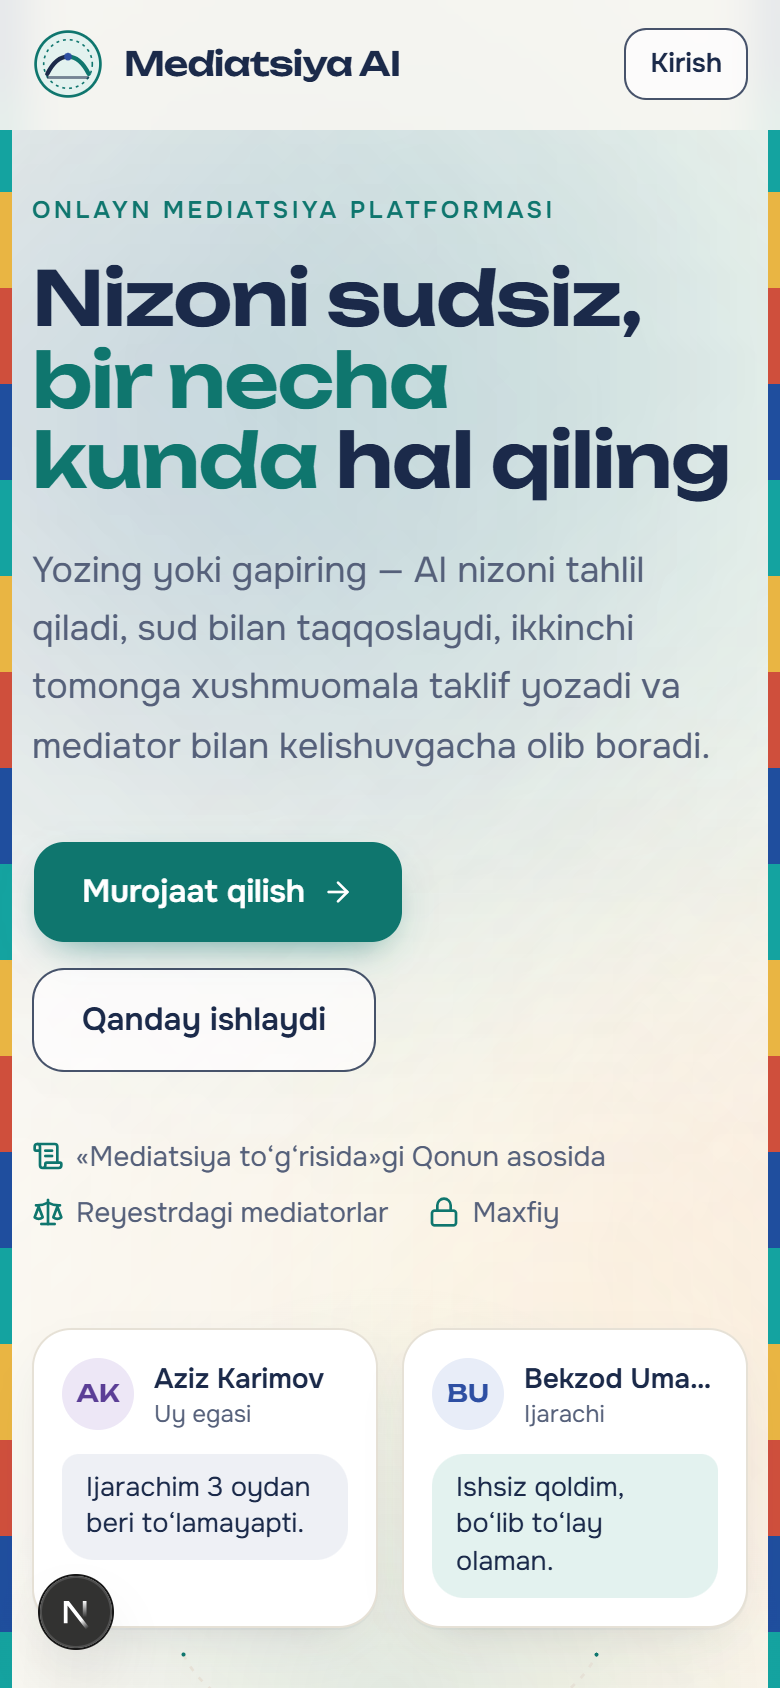 Mediatsiya AI
Kirish
ONLAYN MEDIATSIYA PLATFORMASI
Nizoni sudsiz,
bir necha
kunda hal qiling
Yozing yoki gapiring — AI nizoni tahlil
qiladi, sud bilan taqqoslaydi, ikkinchi
tomonga xushmuomala taklif yozadi va
mediator bilan kelishuvgacha olib boradi.
Murojaat qilish →
Qanday ishlaydi
«Mediatsiya to‘g‘risida»gi Qonun asosida
Reyestrdagi mediatorlar
Maxfiy
AK
Aziz Karimov
Uy egasi
Ijarachim 3 oydan
beri to‘lamayapti.
BU
Bekzod Uma...
Ijarachi
Ishsiz qoldim,
bo‘lib to‘lay
olaman.
N